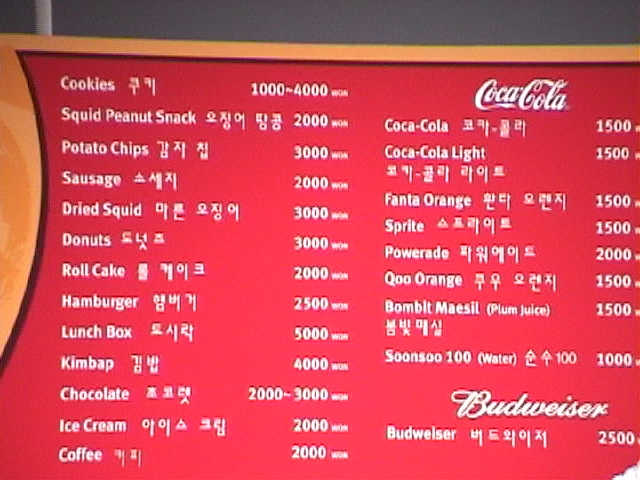 Cookies 쿠키 1000~4000 WON
Squid Peanut Snack 오징어 땅콩 2000 WON
Potato Chips 감자 칩 3000 WON
Sausage 소세지 2000 WON
Dried Squid 마른 오징어 3000 WON
Donuts 도넛츠 3000 WON
Roll Cake 롤 케이크 2000 WON
Hamburger 햄버거 2500 WON
Lunch Box 도시락 5000 WON
Kimbap 김밥 4000 WON
Chocolate 초코렛 2000~3000 WON
Ice Cream 아이스 크림 2000 WON
Coffee 커피 2000 WON
Coca-Cola
Coca-Cola 코카-콜라 1500
Coca-Cola Light 1500
코카-콜라 라이트
Fanta Orange 환타 오렌지 1500
Sprite 스프라이트 1500
Powerade 파워에이드 2000
Qoo Orange 쿠우 오렌지 1500
Bombit Maesil (Plum Juice) 1500
봄빛매실
Soonsoo 100 (Water) 순수100 1000
Budweiser
Budweiser 버드와이저 2500